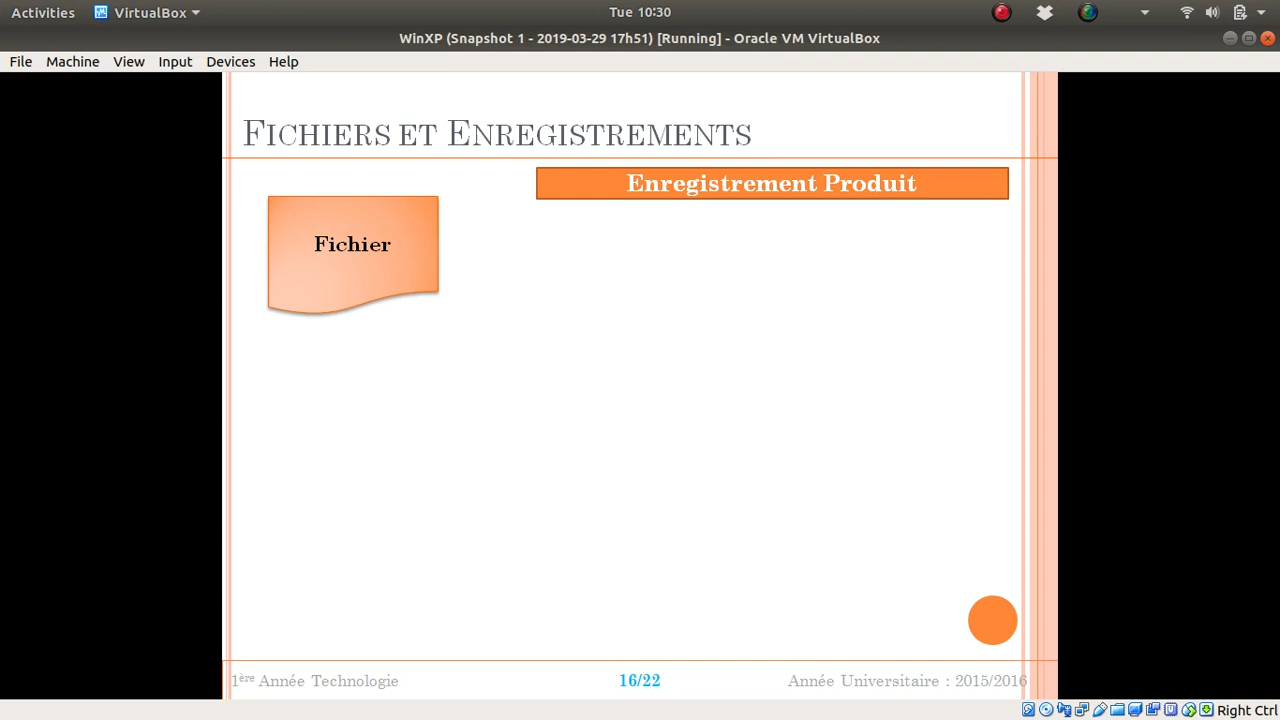 Activities VirtualBox Tue 10:30
WinXP (Snapshot 1 - 2019-03-29 17h51) [Running] - Oracle VM VirtualBox
File Machine View Input Devices Help
FICHIERS ET ENREGISTREMENTS
Enregistrement Produit
Fichier
1ère Année Technologie 16/22 Année Universitaire : 2015/2016
Right Ctrl